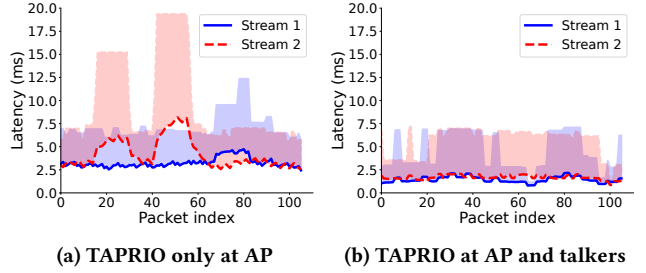 20.0
17.5
15.0
12.5
10.0
7.5
5.0
2.5
0.0
Latency (ms)
Stream 1
Stream 2
0 20 40 60 80 100
Packet index
(a) TAPRIO only at AP
20.0
17.5
15.0
12.5
10.0
7.5
5.0
2.5
0.0
Latency (ms)
Stream 1
Stream 2
0 20 40 60 80 100
Packet index
(b) TAPRIO at AP and talkers